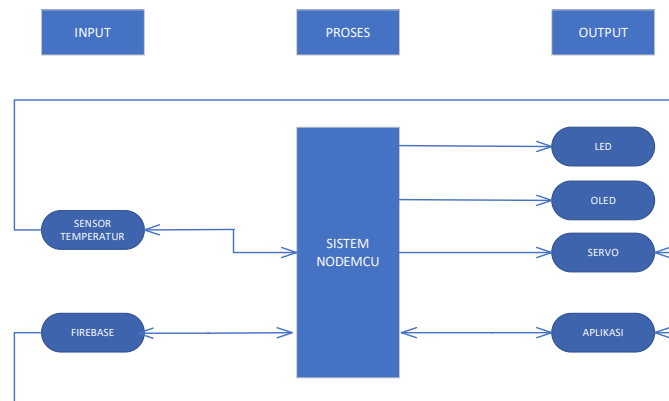 INPUT
PROSES
OUTPUT
LED
OLED
SENSOR
TEMPERATUR
SISTEM
NODEMCU
SERVO
FIREBASE
APLIKASI